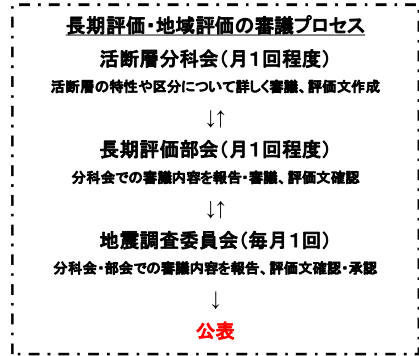 長期評価・地域評価の審議プロセス
活断層分科会（月１回程度）
活断層の特性や区分について詳しく審議、評価文作成
↓↑
長期評価部会（月１回程度）
分科会での審議内容を報告・審議、評価文確認
↓↑
地震調査委員会（毎月１回）
分科会・部会での審議内容を報告、評価文確認・承認
↓
公表